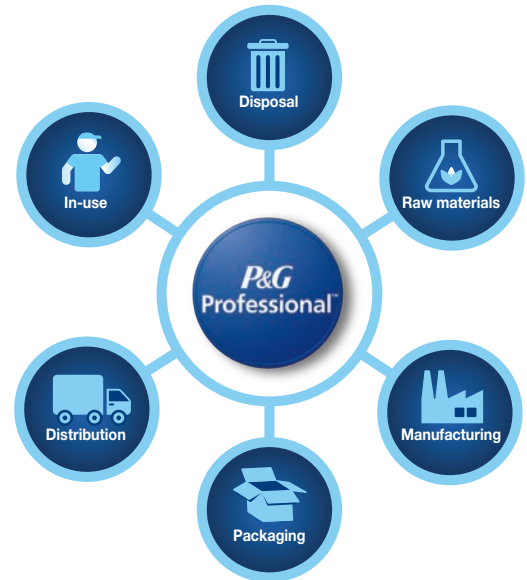 Disposal
In-use
Raw materials
P&G
Professional™
Distribution
Manufacturing
Packaging